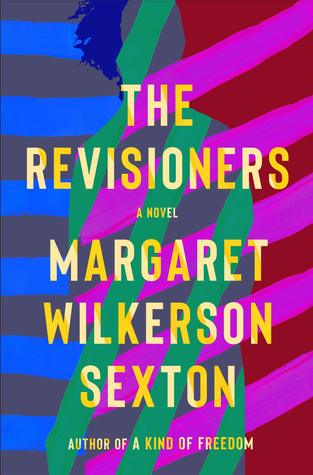 THE
REVISIONERS
A NOVEL
MARGARET
WILKERSON
SEXTON
AUTHOR OF A KIND OF FREEDOM